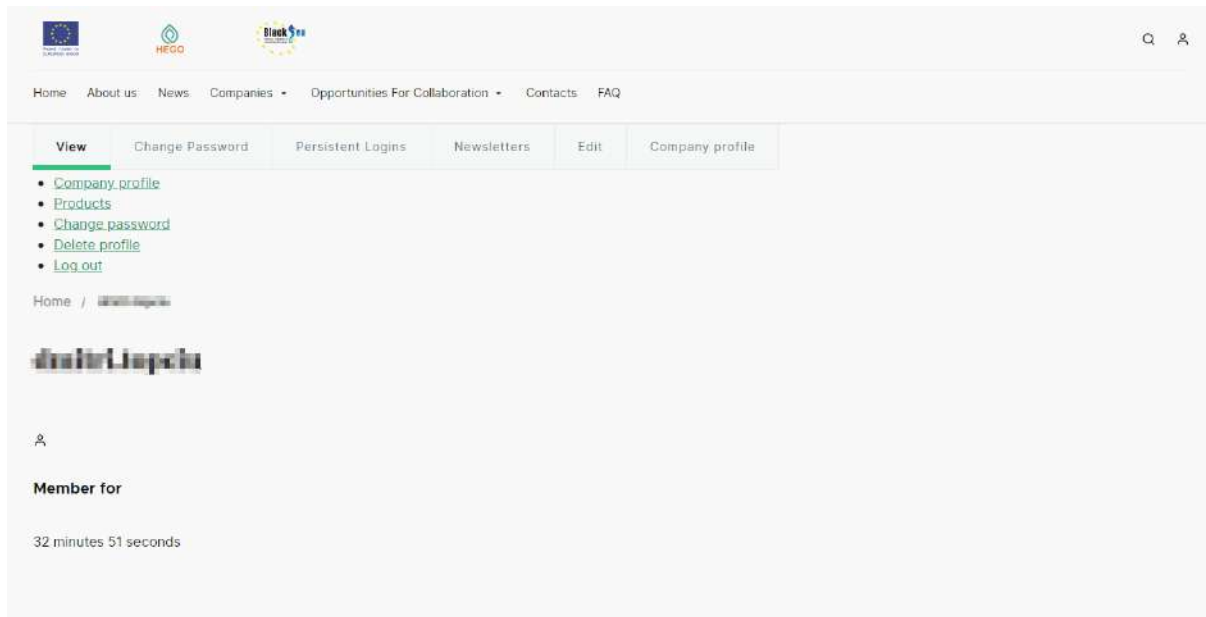 HEGO
Black Sea
Home About us News Companies Opportunities For Collaboration Contacts FAQ
View Change Password Persistent Logins Newsletters Edit Company profile
Company profile
Products
Change password
Delete profile
Log out
Home /
Member for
32 minutes 51 seconds